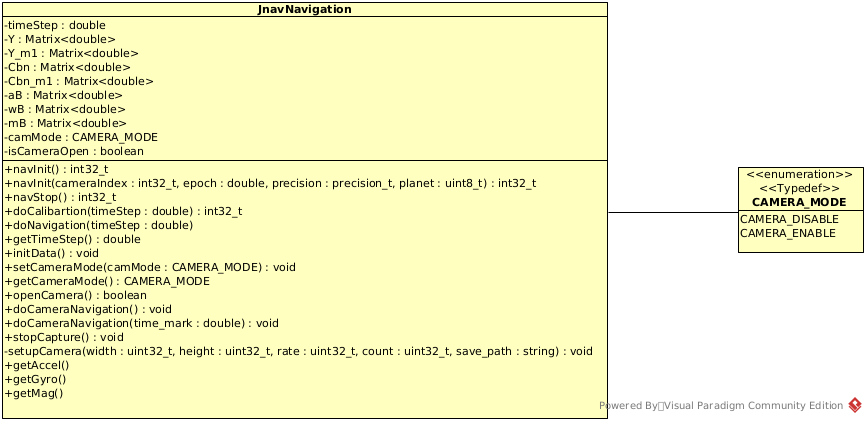 JnavNavigation
-timeStep : double
-Y : Matrix<double>
-Y_m1 : Matrix<double>
-Cbn : Matrix<double>
-Cbn_m1 : Matrix<double>
-aB : Matrix<double>
-wB : Matrix<double>
-mB : Matrix<double>
-camMode : CAMERA_MODE
-isCameraOpen : boolean
+navInit() : int32_t
+navInit(cameraIndex : int32_t, epoch : double, precision : precision_t, planet : uint8_t) : int32_t
+navStop() : int32_t
+doCalibartion(timeStep : double) : int32_t
+doNavigation(timeStep : double)
+getTimeStep() : double
+initData() : void
+setCameraMode(camMode : CAMERA_MODE) : void
+getCameraMode() : CAMERA_MODE
+openCamera() : boolean
+doCameraNavigation() : void
+doCameraNavigation(time_mark : double) : void
+stopCapture() : void
-setupCamera(width : uint32_t, height : uint32_t, rate : uint32_t, count : uint32_t, save_path : string) : void
+getAccel()
+getGyro()
+getMag()
<<enumeration>>
<<Typedef>>
CAMERA_MODE
CAMERA_DISABLE
CAMERA_ENABLE
Powered By Visual Paradigm Community Edition